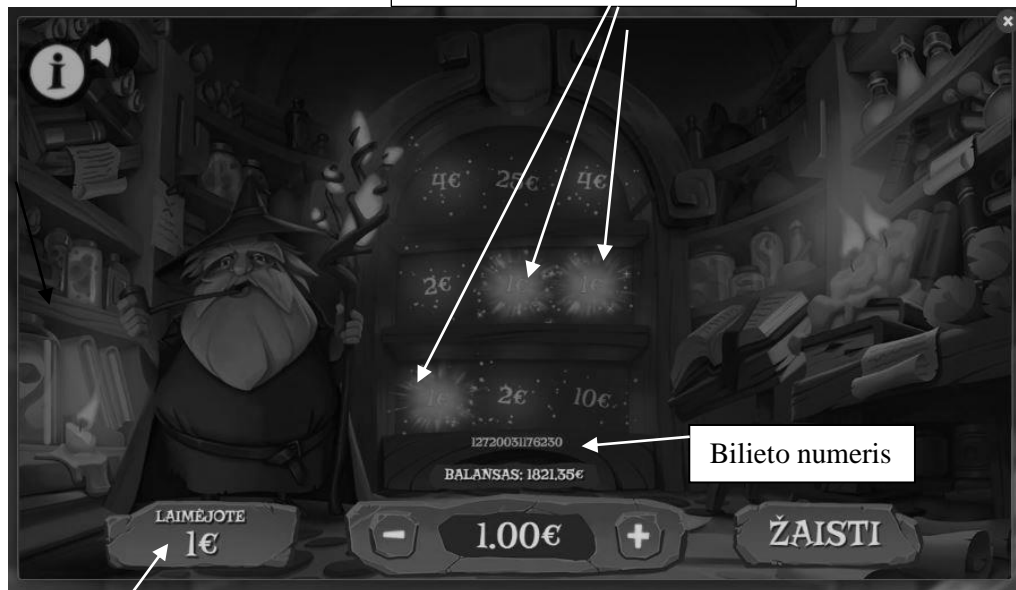 i
4€ 25€ 4€
2€ 1€ 1€
1€ 2€ 10€
12720031176230
Bilieto numeris
BALANSAS: 1821.35€
LAIMĖJOTE
1€
- 1.00€ +
ŽAISTI